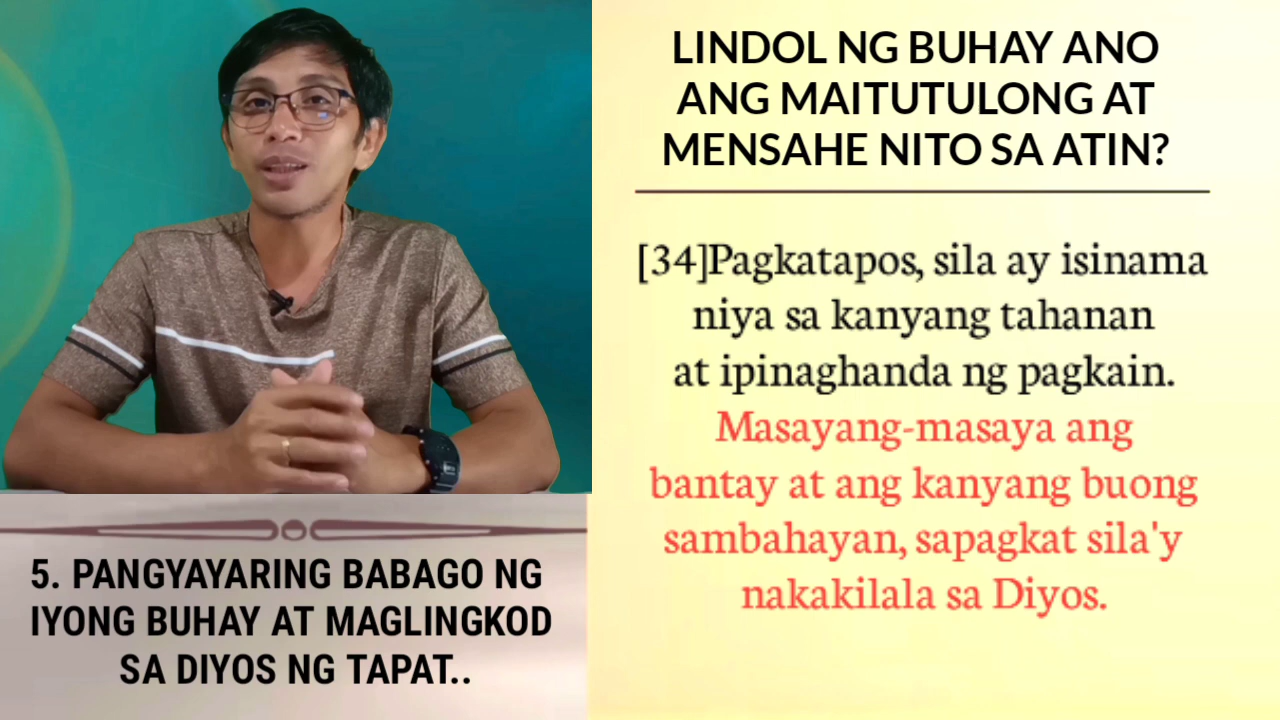 LINDOL NG BUHAY ANO
ANG MAITUTULONG AT
MENSAHE NITO SA ATIN?
[34]Pagkatapos, sila ay isinama
niya sa kanyang tahanan
at ipinaghanda ng pagkain.
Masayang-masaya ang
bantay at ang kanyang buong
sambahayan, sapagkat sila'y
nakakilala sa Diyos.
5. PANGYAYARING BABAGO NG
IYONG BUHAY AT MAGLINGKOD
SA DIYOS NG TAPAT..